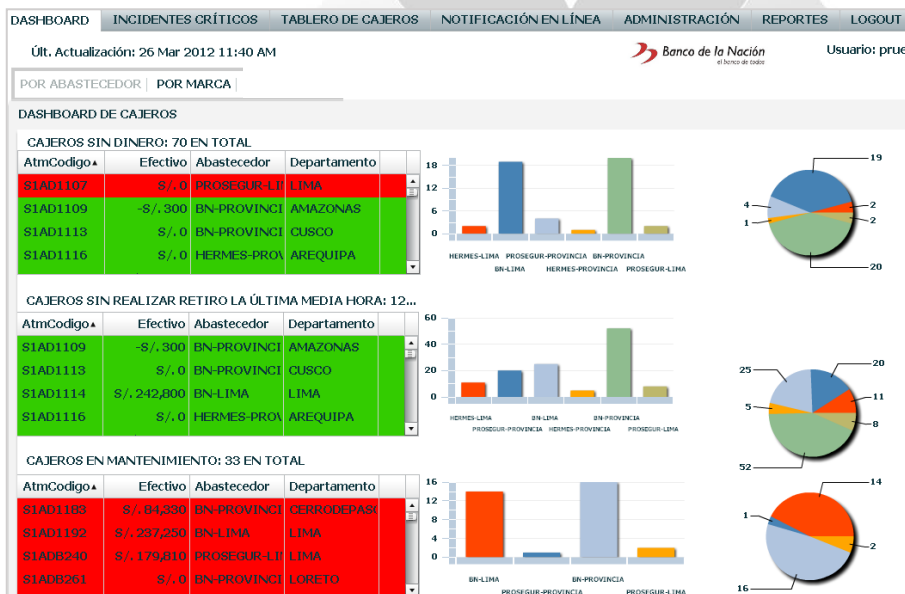 DASHBOARD INCIDENTES CRÍTICOS TABLERO DE CAJEROS NOTIFICACIÓN EN LÍNEA ADMINISTRACIÓN REPORTES LOGOUT
Últ. Actualización: 26 Mar 2012 11:40 AM
Banco de la Nación
el banco de todos
Usuario: prue
POR ABASTECEDOR POR MARCA
DASHBOARD DE CAJEROS
CAJEROS SIN DINERO: 70 EN TOTAL
AtmCodigo Efectivo Abastecedor Departamento
S1AD1107 S/. 0 PROSEGUR-LI LIMA
S1AD1109 -S/. 300 BN-PROVINCI AMAZONAS
S1AD1113 S/. 0 BN-PROVINCI CUSCO
S1AD1116 S/. 0 HERMES-PROV AREQUIPA
18
12
6
0
HERMES-LIMA PROSEGUR-PROVINCIA BN-PROVINCIA
BN-LIMA HERMES-PROVINCIA PROSEGUR-LIMA
19
4
2
2
1
20
CAJEROS SIN REALIZAR RETIRO LA ÚLTIMA MEDIA HORA: 12...
AtmCodigo Efectivo Abastecedor Departamento
S1AD1109 -S/. 300 BN-PROVINCI AMAZONAS
S1AD1113 S/. 0 BN-PROVINCI CUSCO
S1AD1114 S/. 242,800 BN-LIMA LIMA
S1AD1116 S/. 0 HERMES-PROV AREQUIPA
60
40
20
0
HERMES-LIMA BN-LIMA BN-PROVINCIA
PROSEGUR-PROVINCIA HERMES-PROVINCIA PROSEGUR-LIMA
25
20
11
5
8
52
CAJEROS EN MANTENIMIENTO: 33 EN TOTAL
AtmCodigo Efectivo Abastecedor Departamento
S1AD1183 S/. 84,330 BN-PROVINCI CERRODEPASC
S1AD1192 S/. 237,250 BN-LIMA LIMA
S1ADB240 S/. 179,810 PROSEGUR-LI LIMA
S1ADB261 S/. 0 BN-PROVINCI LORETO
16
12
8
4
0
BN-LIMA BN-PROVINCIA
PROSEGUR-PROVINCIA PROSEGUR-LIMA
14
1
2
16